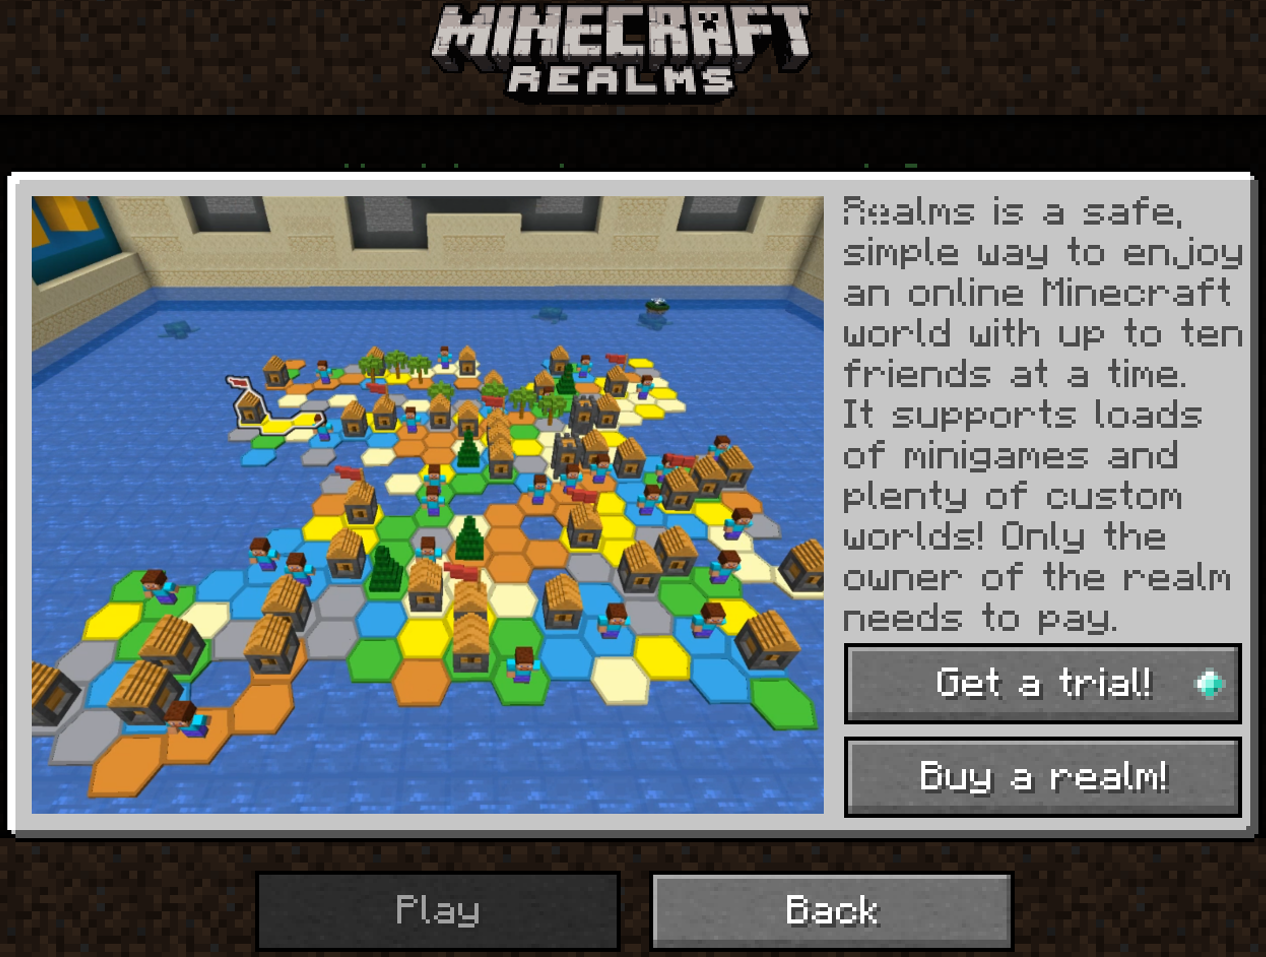 MINECRAFT
REALMS
Realms is a safe,
simple way to enjoy
an online Minecraft
world with up to ten
friends at a time.
It supports loads
of minigames and
plenty of custom
worlds! Only the
owner of the realm
needs to pay.
Get a trial!
Buy a realm!
Play
Back